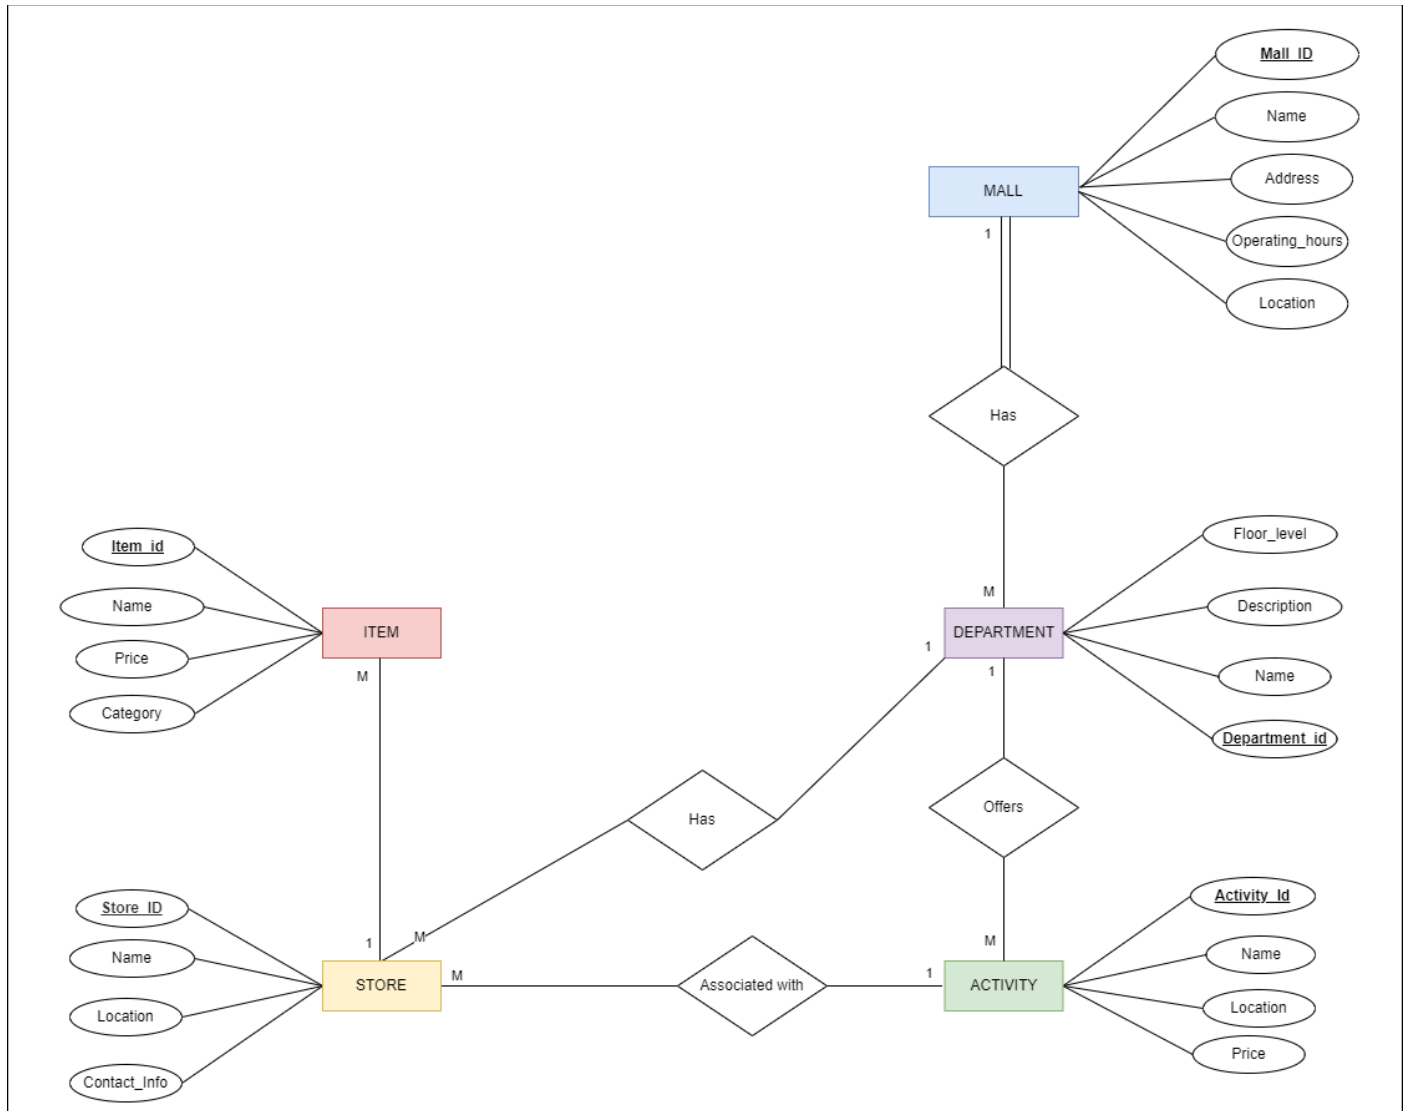 Mall_ID
Name
MALL
Address
1
Operating_hours
Location
Has
Item_id
Floor_level
M
Name
Description
ITEM
DEPARTMENT
1
Price
M
1
Name
Category
Department_id
Has
Offers
Store_ID
Activity_Id
1
M
M
Name
Name
M
1
STORE
Associated with
ACTIVITY
Location
Location
Price
Contact_Info